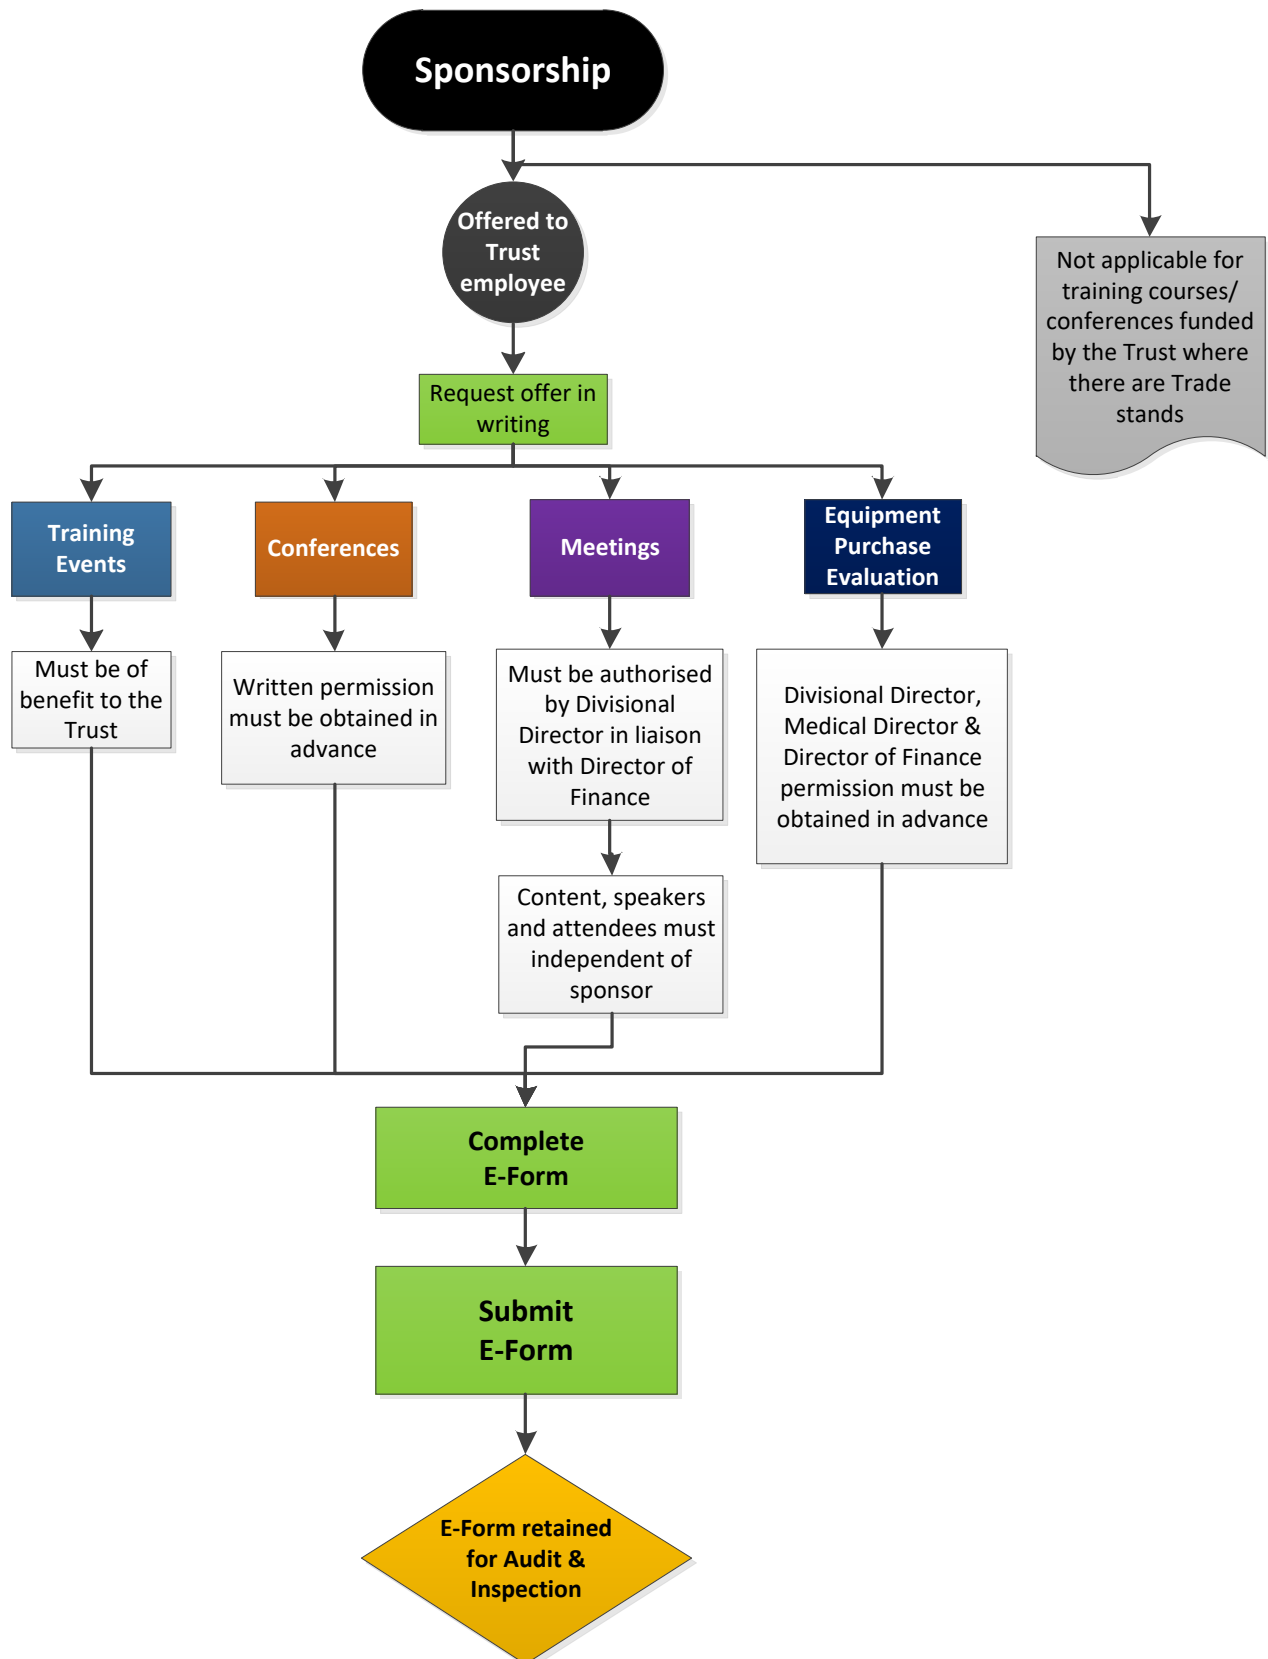 Sponsorship
Offered to
Trust
employee
Not applicable for
training courses/
conferences funded
by the Trust where
there are Trade
stands
Request offer in
writing
Training
Events
Conferences
Meetings
Equipment
Purchase
Evaluation
Must be of
benefit to the
Trust
Written permission
must be obtained in
advance
Must be authorised
by Divisional
Director in liaison
with Director of
Finance
Divisional Director,
Medical Director &
Director of Finance
permission must be
obtained in advance
Content, speakers
and attendees must
independent of
sponsor
Complete
E-Form
Submit
E-Form
E-Form retained
for Audit &
Inspection